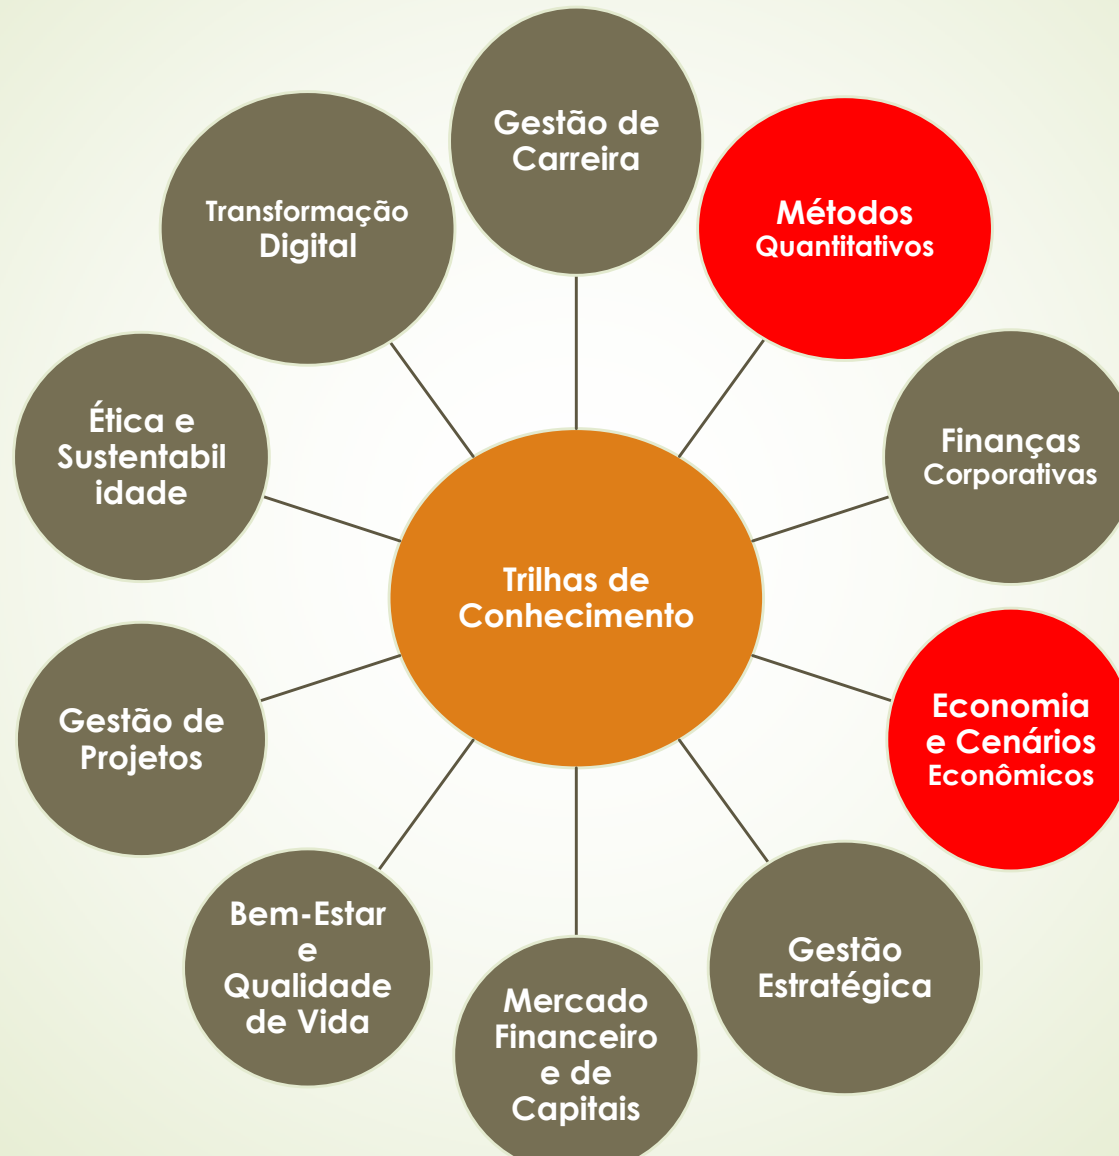 Gestão de
Carreira
Métodos
Quantitativos
Finanças
Corporativas
Economia
e Cenários
Econômicos
Gestão
Estratégica
Mercado
Financeiro
e de
Capitais
Bem-Estar
e
Qualidade
de Vida
Gestão de
Projetos
Ética e
Sustentabil
idade
Transformação
Digital
Trilhas de
Conhecimento